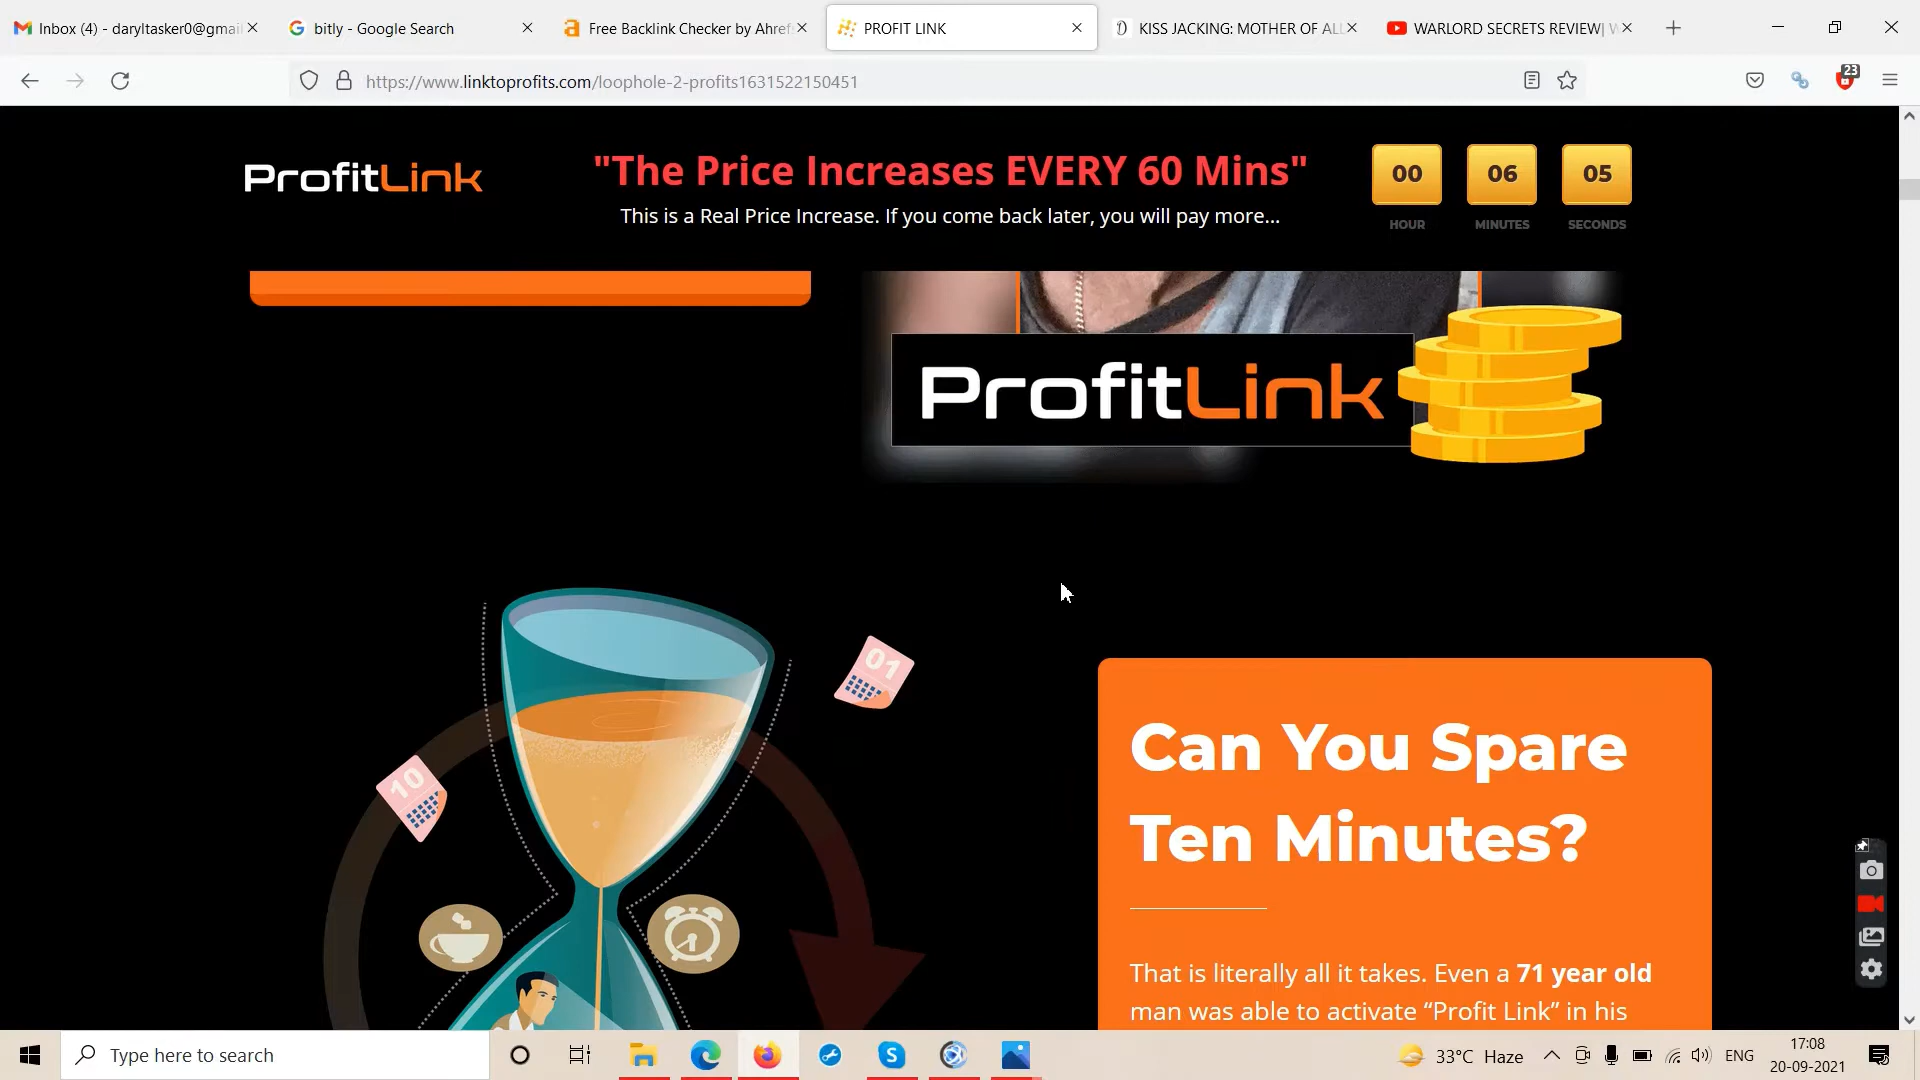 Inbox (4) - daryltasker0@gmai
bitly - Google Search
Free Backlink Checker by Ahrefs
PROFIT LINK
KISS JACKING: MOTHER OF AL
WARLORD SECRETS REVIEW| W
https://www.linktoprofits.com/loophole-2-profits1631522150451
23
ProfitLink
"The Price Increases EVERY 60 Mins"
This is a Real Price Increase. If you come back later, you will pay more...
00 06 05
HOUR MINUTES SECONDS
ProfitLink
01
10
Can You Spare
Ten Minutes?
That is literally all it takes. Even a 71 year old
man was able to activate “Profit Link” in his
Type here to search
33°C Haze
ENG
17:08
20-09-2021